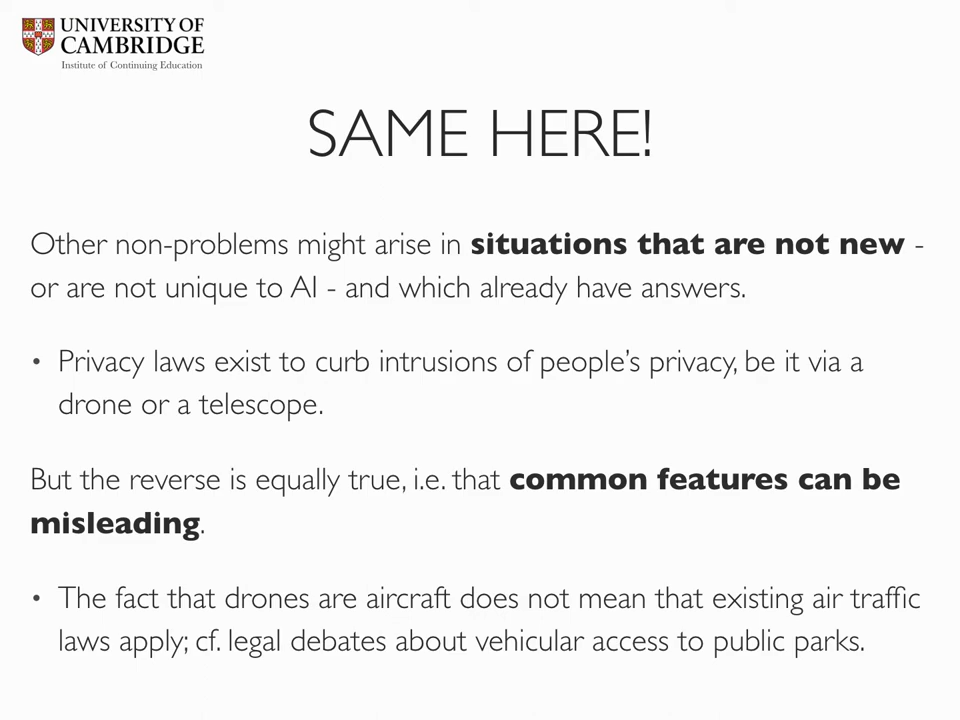 UNIVERSITY OF
CAMBRIDGE
Institute of Continuing Education
SAME HERE!
Other non-problems might arise in situations that are not new -
or are not unique to AI - and which already have answers.
• Privacy laws exist to curb intrusions of people’s privacy, be it via a
drone or a telescope.
But the reverse is equally true, i.e. that common features can be
misleading.
• The fact that drones are aircraft does not mean that existing air traffic
laws apply; cf. legal debates about vehicular access to public parks.